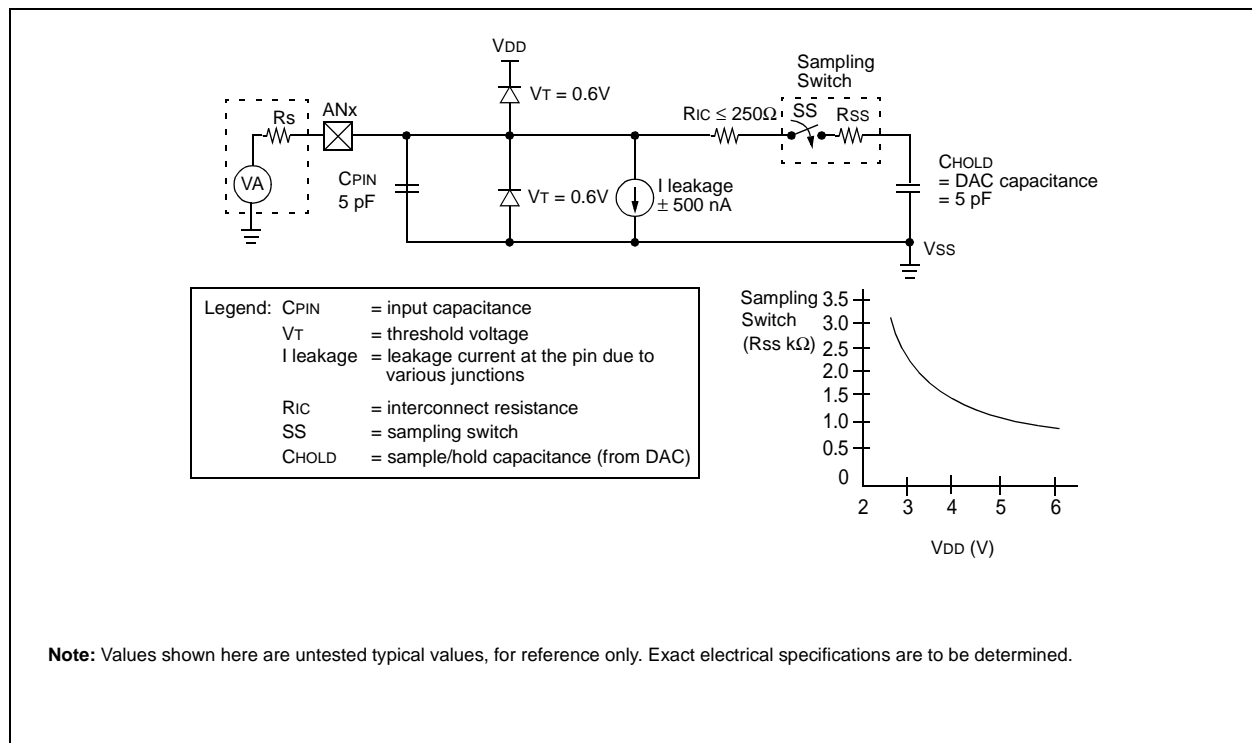 VDD
Sampling
Switch
VT = 0.6V
ANx
RIC ≤ 250Ω
SS
RSS
Rs
VA
CPIN
5 pF
VT = 0.6V
I leakage
± 500 nA
CHOLD
= DAC capacitance
= 5 pF
VSS
Legend: CPIN = input capacitance
VT = threshold voltage
I leakage = leakage current at the pin due to
various junctions
RIC = interconnect resistance
SS = sampling switch
CHOLD = sample/hold capacitance (from DAC)
Sampling
Switch
(Rss kΩ)
3.5
3.0
2.5
2.0
1.5
1.0
0.5
0
2 3 4 5 6
VDD (V)
Note: Values shown here are untested typical values, for reference only. Exact electrical specifications are to be determined.